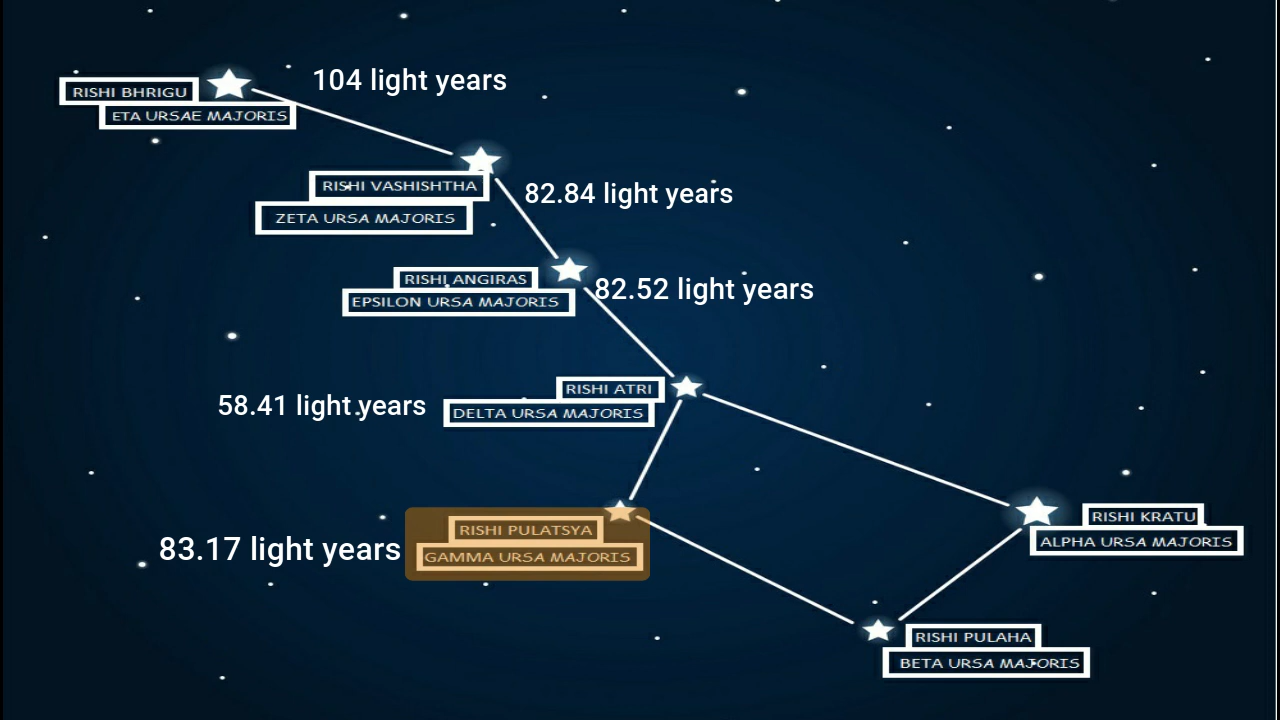 104 light years
RISHI BHRIGU
ETA URSAE MAJORIS
RISHI VASHISHTHA
82.84 light years
ZETA URSA MAJORIS
RISHI ANGIRAS
82.52 light years
EPSILON URSA MAJORIS
RISHI ATRI
58.41 light years
DELTA URSA MAJORIS
RISHI PULATSYA
83.17 light years
GAMMA URSA MAJORIS
RISHI KRATU
ALPHA URSA MAJORIS
RISHI PULAHA
BETA URSA MAJORIS